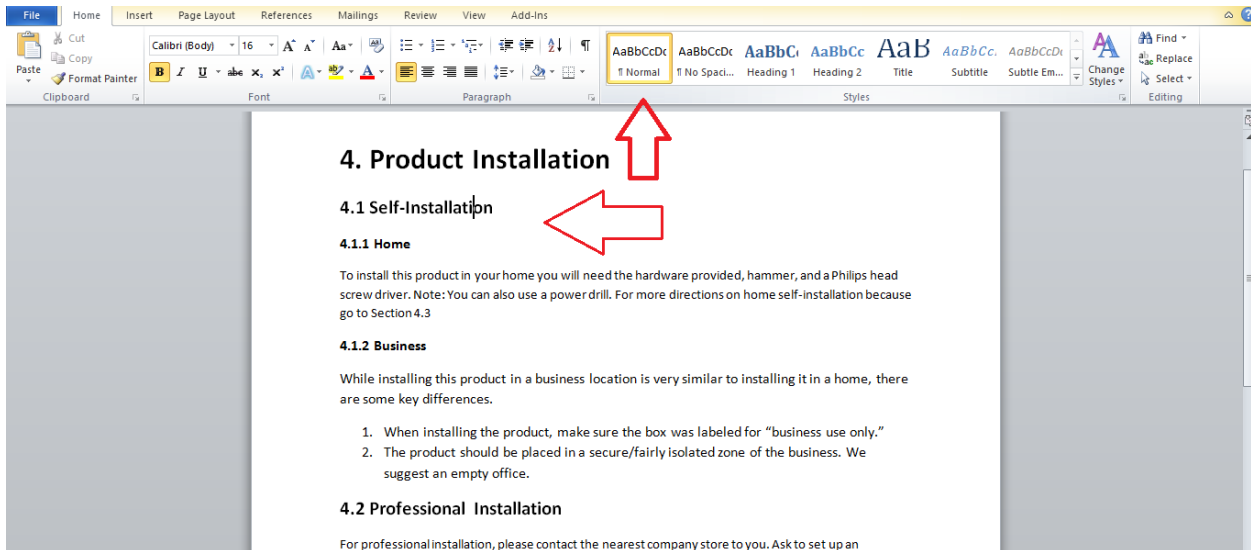 File Home Insert Page Layout References Mailings Review View Add-Ins
Cut
Copy
Format Painter
Paste
Clipboard
Calibri (Body) 16
Font
Paragraph
AaBbCcDc AaBbCcDc AaBbC AaBbCc AaB AaBbCc. AaBbCcDc
¶ Normal ¶ No Spaci... Heading 1 Heading 2 Title Subtitle Subtle Em...
Change
Styles
Styles
Find
Replace
Select
Editing
4. Product Installation
4.1 Self-Installation
4.1.1 Home
To install this product in your home you will need the hardware provided, hammer, and a Philips head
screw driver. Note: You can also use a power drill. For more directions on home self-installation because
go to Section 4.3
4.1.2 Business
While installing this product in a business location is very similar to installing it in a home, there
are some key differences.
1. When installing the product, make sure the box was labeled for “business use only.”
2. The product should be placed in a secure/fairly isolated zone of the business. We
suggest an empty office.
4.2 Professional Installation
For professional installation, please contact the nearest company store to you. Ask to set up an